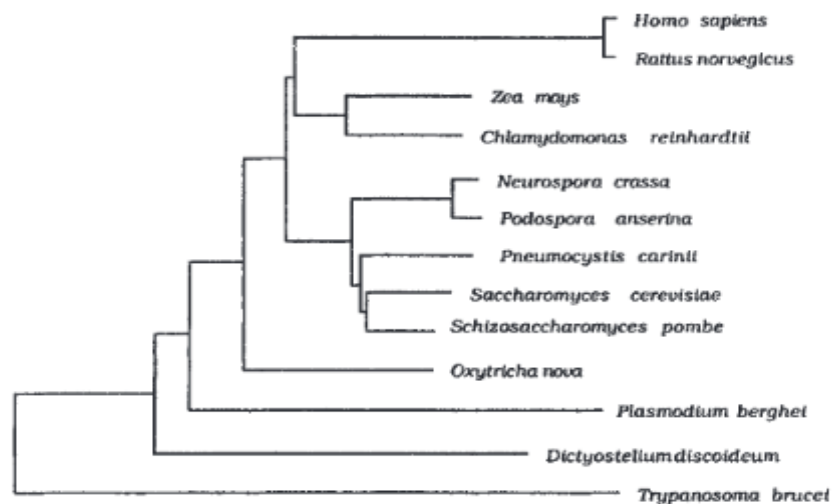 Homo sapiens
Rattus norvegicus
Zea mays
Chlamydomonas reinhardtii
Neurospora crassa
Podospora anserina
Pneumocystis carinii
Saccharomyces cerevisiae
Schizosaccharomyces pombe
Oxytricha nova
Plasmodium berghei
Dictyostelium discoideum
Trypanosoma brucei